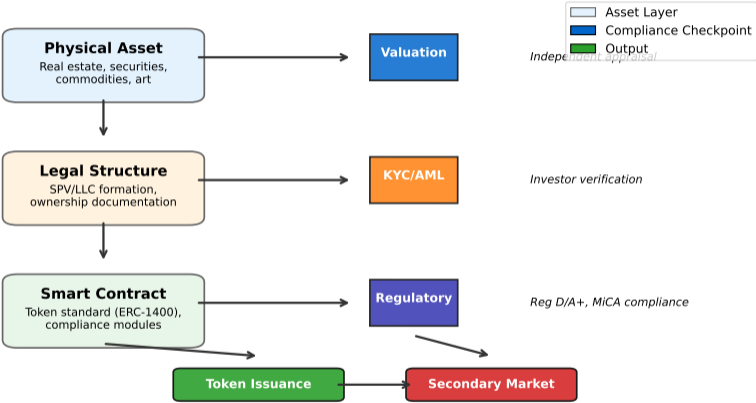 Asset Layer
Compliance Checkpoint
Output
Physical Asset
Real estate, securities,
commodities, art
Valuation
Independent appraisal
Legal Structure
SPV/LLC formation,
ownership documentation
KYC/AML
Investor verification
Smart Contract
Token standard (ERC-1400),
compliance modules
Regulatory
Reg D/A+, MiCA compliance
Token Issuance
Secondary Market